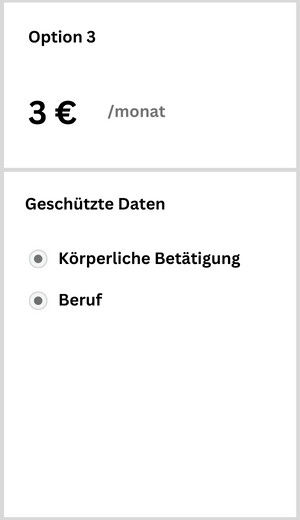 Option 3
3 € /monat
Geschützte Daten
Körperliche Betätigung
Beruf